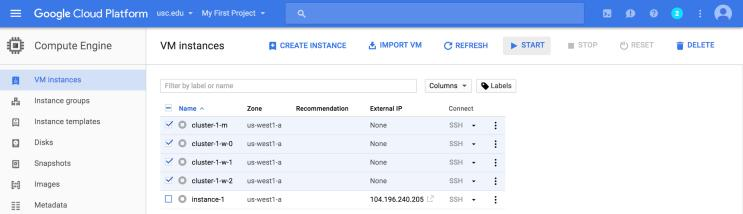 Google Cloud Platform usc.edu My First Project 2
Compute Engine VM instances CREATE INSTANCE IMPORT VM REFRESH START STOP RESET DELETE
VM instances
Instance groups
Instance templates
Disks
Snapshots
Images
Metadata
Filter by label or name Columns Labels
Name Zone Recommendation External IP Connect
cluster-1-m us-west1-a None SSH
cluster-1-w-0 us-west1-a None SSH
cluster-1-w-1 us-west1-a None SSH
cluster-1-w-2 us-west1-a None SSH
instance-1 us-west1-a 104.196.240.205 SSH